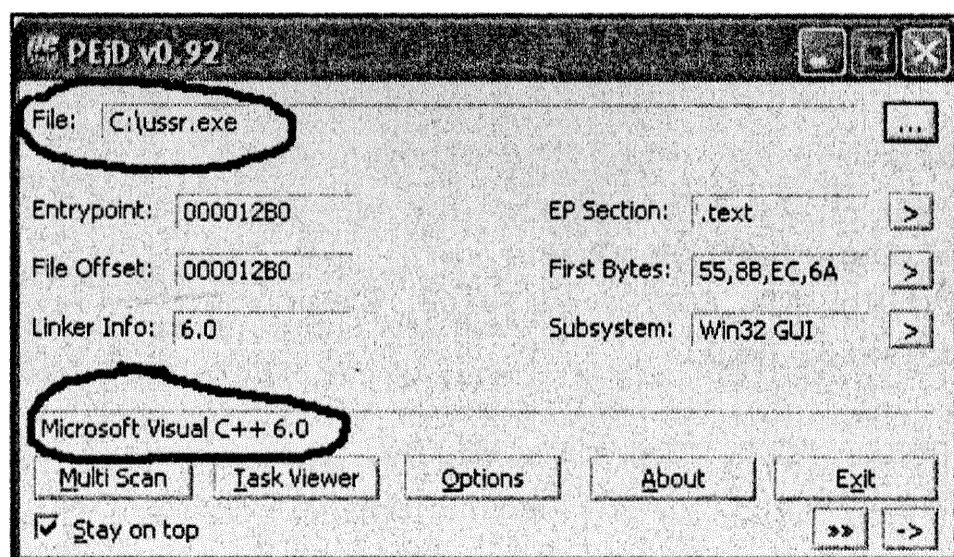 PEiD v0.92
File: C:\ussr.exe ...
Entrypoint: 000012B0 EP Section: .text >
File Offset: 000012B0 First Bytes: 55,8B,EC,6A >
Linker Info: 6.0 Subsystem: Win32 GUI >
Microsoft Visual C++ 6.0
Multi Scan Task Viewer Options About Exit
Stay on top »» ->